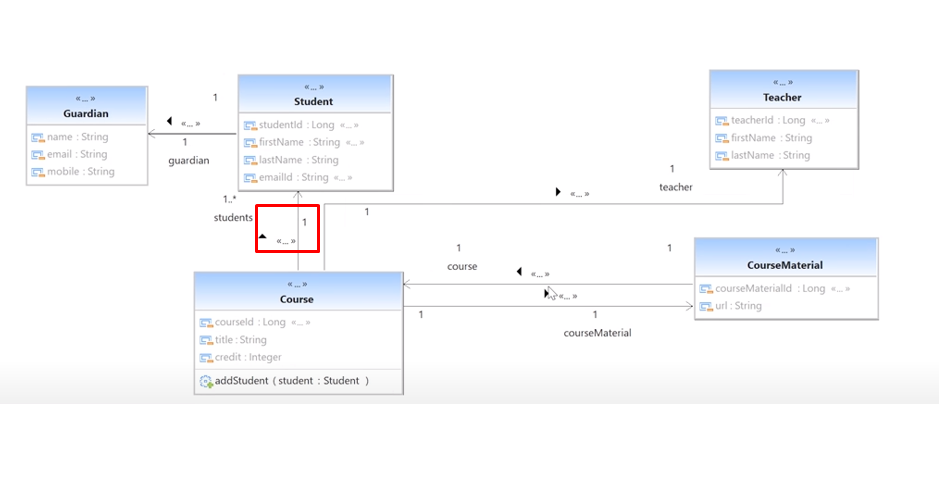 «... »
Guardian
name : String
email : String
mobile : String
1
«... »
1
guardian
«... »
Student
studentId : Long «... »
firstName : String «... »
lastName : String
emailId : String «... »
«... »
Teacher
teacherId : Long «... »
firstName : String
lastName : String
1..*
students
1
«... »
1
«... »
1
teacher
«... »
Course
courseId : Long «... »
title : String
credit : Integer
addStudent ( student : Student )
1
course
«... »
1
«... »
1
1
courseMaterial
«... »
CourseMaterial
courseMaterialId : Long «... »
url : String